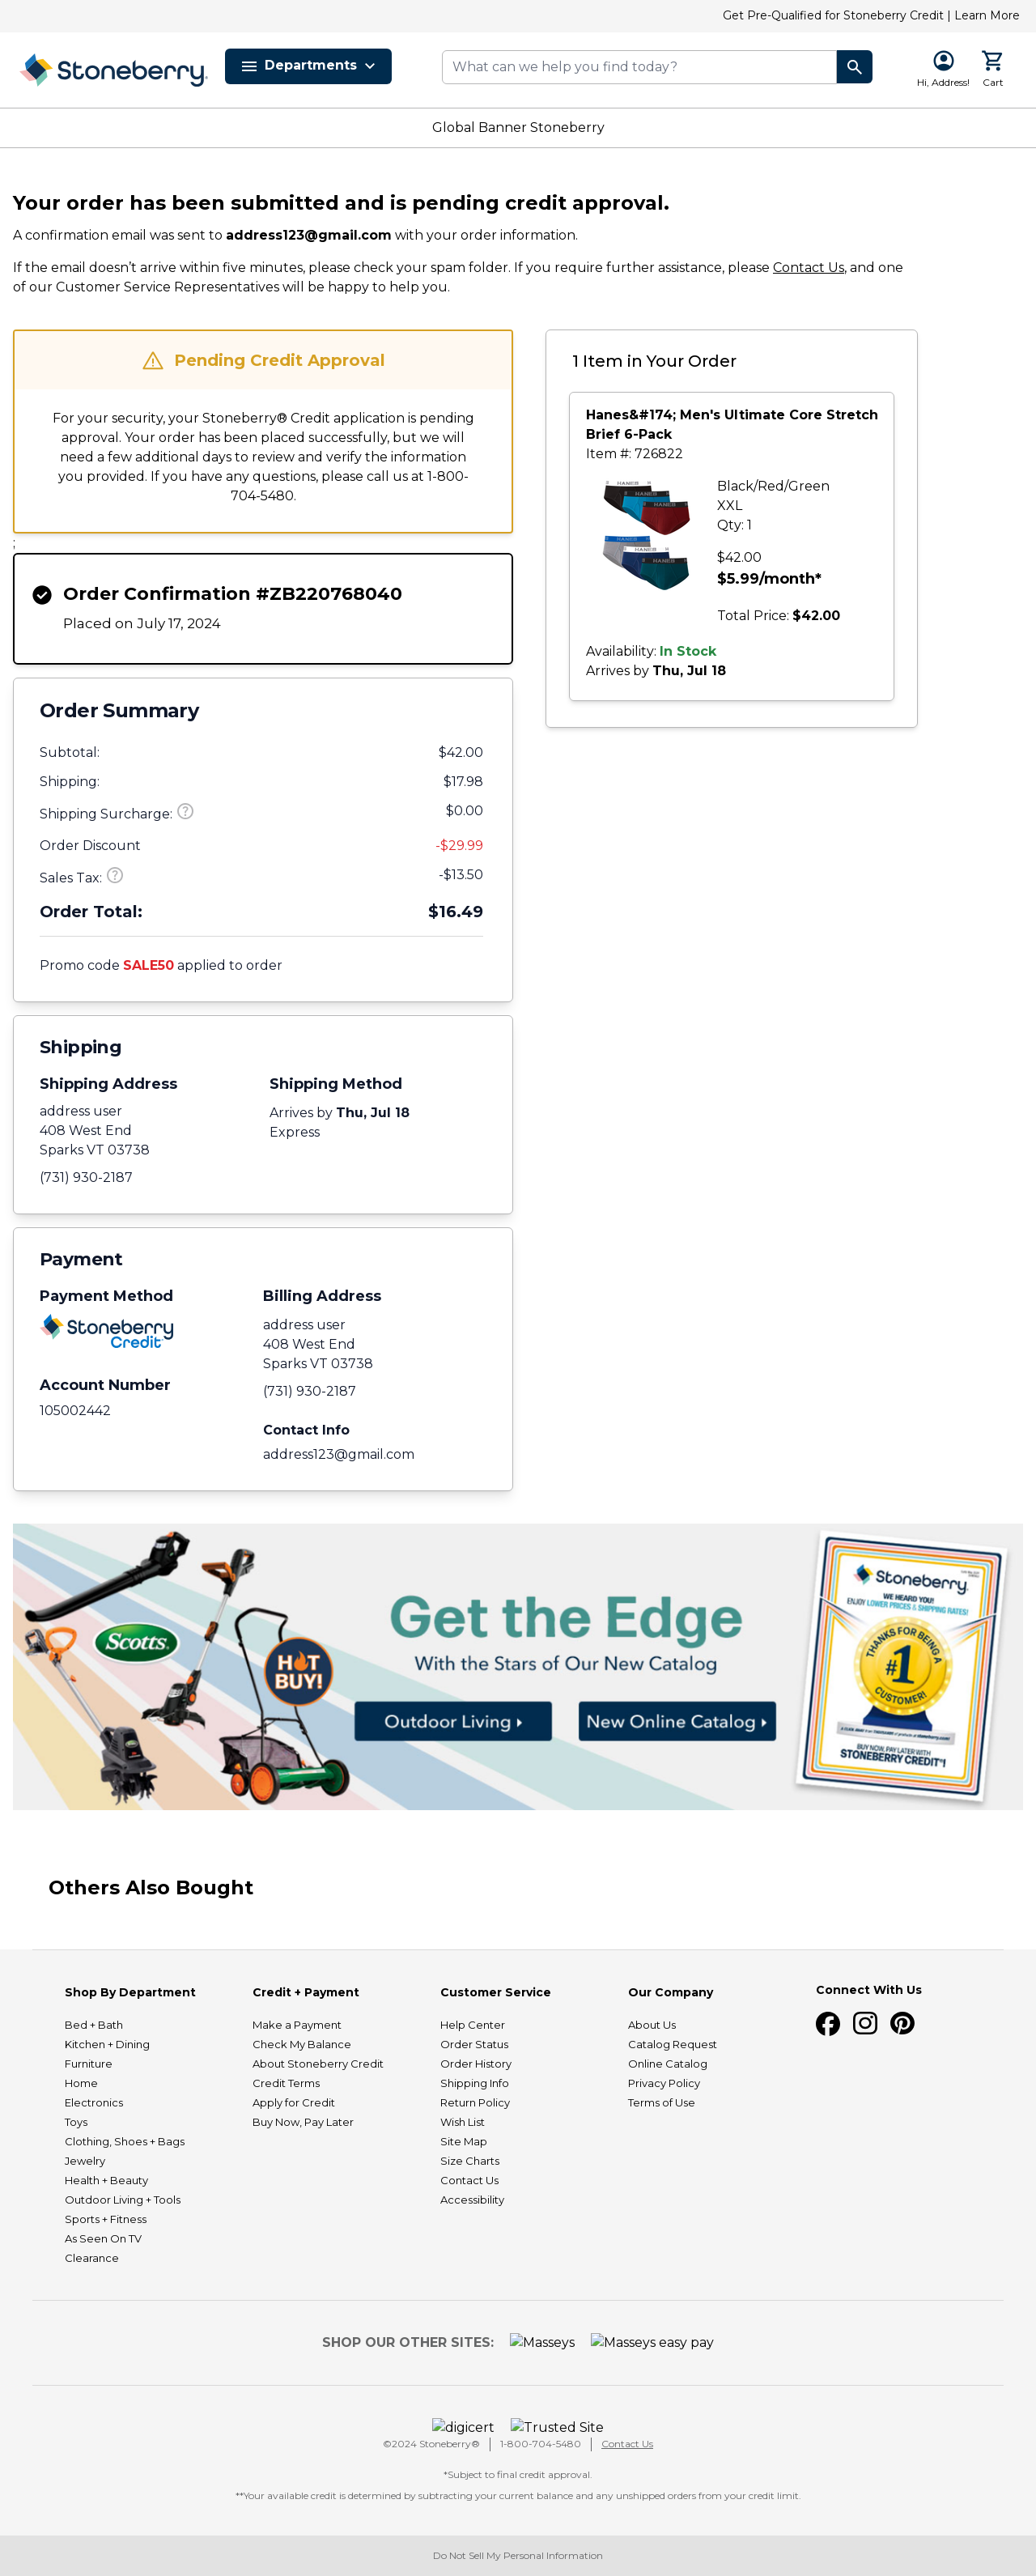 Get Pre-Qualified for Stoneberry Credit | Learn More
Stoneberry
Departments
What can we help you find today?
Hi, Address!
Cart
Global Banner Stoneberry
Your order has been submitted and is pending credit approval.
A confirmation email was sent to address123@gmail.com with your order information.
If the email doesn’t arrive within five minutes, please check your spam folder. If you require further assistance, please Contact Us, and one
of our Customer Service Representatives will be happy to help you.
Pending Credit Approval
For your security, your Stoneberry® Credit application is pending
approval. Your order has been placed successfully, but we will
need a few additional days to review and verify the information
you provided. If you have any questions, please call us at 1-800-
704-5480.
;
Order Confirmation #ZB220768040
Placed on July 17, 2024
Order Summary
Subtotal: $42.00
Shipping: $17.98
Shipping Surcharge: $0.00
Order Discount -$29.99
Sales Tax: -$13.50
Order Total: $16.49
Promo code SALE50 applied to order
Shipping
Shipping Address
address user
408 West End
Sparks VT 03738
(731) 930-2187
Shipping Method
Arrives by Thu, Jul 18
Express
Payment
Payment Method
Stoneberry
Credit
Account Number
105002442
Billing Address
address user
408 West End
Sparks VT 03738
(731) 930-2187
Contact Info
address123@gmail.com
1 Item in Your Order
Hanes&#174; Men's Ultimate Core Stretch
Brief 6-Pack
Item #: 726822
HANES
HANES
HANES
Black/Red/Green
XXL
Qty: 1
$42.00
$5.99/month*
Total Price: $42.00
Availability: In Stock
Arrives by Thu, Jul 18
Scotts
HOT
BUY!
Get the Edge
With the Stars of Our New Catalog
Outdoor Living
New Online Catalog
Stoneberry
WE HEARD YOU!
ENJOY LOWER PRICES & SHIPPING RATES!
THANKS FOR BEING A
#1
CUSTOMER!
BUY NOW, PAY LATER WITH
STONEBERRY CREDIT!
Others Also Bought
Shop By Department
Bed + Bath
Kitchen + Dining
Furniture
Home
Electronics
Toys
Clothing, Shoes + Bags
Jewelry
Health + Beauty
Outdoor Living + Tools
Sports + Fitness
As Seen On TV
Clearance
Credit + Payment
Make a Payment
Check My Balance
About Stoneberry Credit
Credit Terms
Apply for Credit
Buy Now, Pay Later
Customer Service
Help Center
Order Status
Order History
Shipping Info
Return Policy
Wish List
Site Map
Size Charts
Contact Us
Accessibility
Our Company
About Us
Catalog Request
Online Catalog
Privacy Policy
Terms of Use
Connect With Us
SHOP OUR OTHER SITES: Masseys Masseys easy pay
digicert Trusted Site
©2024 Stoneberry® 1-800-704-5480 Contact Us
*Subject to final credit approval.
**Your available credit is determined by subtracting your current balance and any unshipped orders from your credit limit.
Do Not Sell My Personal Information